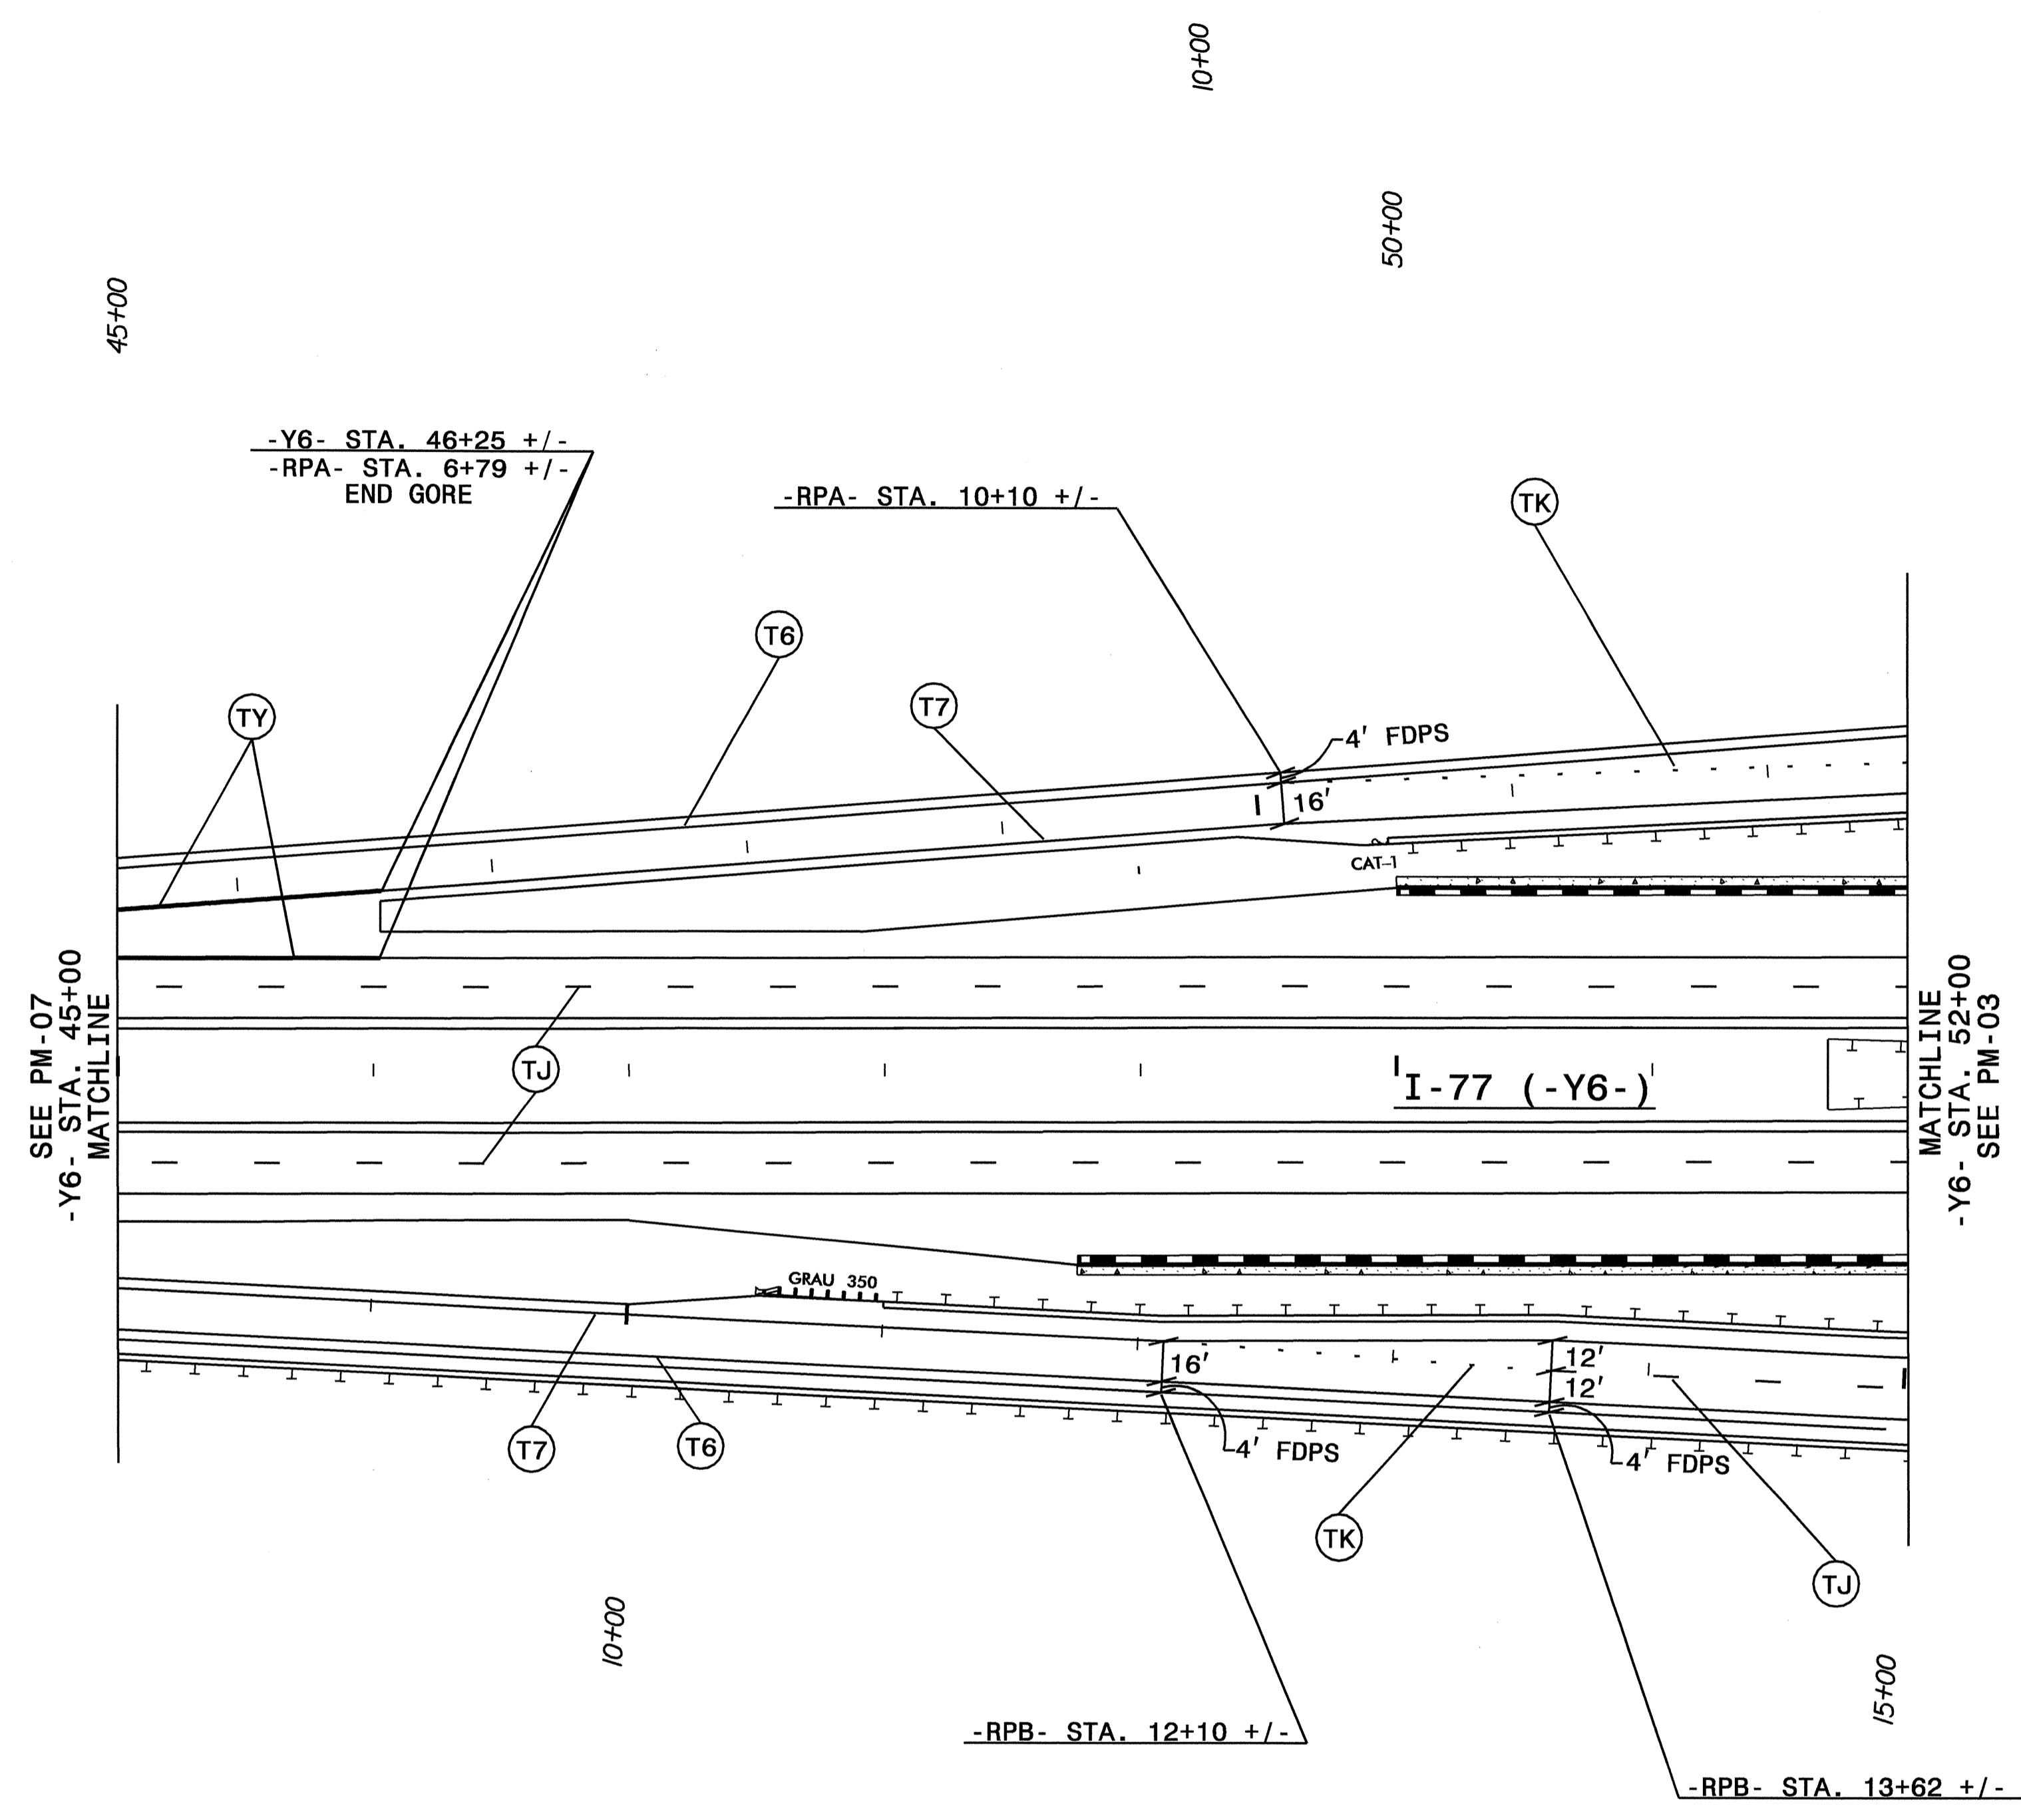 10+00
50+00
45+00
-Y6- STA. 46+25 +/-
-RPA- STA. 6+79 +/-
END GORE
-RPA- STA. 10+10 +/-
TK
T6
T7
TY
4' FDPS
16'
CAT-1
SEE PM-07
-Y6- STA. 45+00
MATCHLINE
TJ
I-77 (-Y6-)
MATCHLINE
-Y6- STA. 52+00
SEE PM-03
GRAU 350
16'
12'
12'
T7
T6
4' FDPS
4' FDPS
TK
TJ
10+00
15+00
-RPB- STA. 12+10 +/-
-RPB- STA. 13+62 +/-